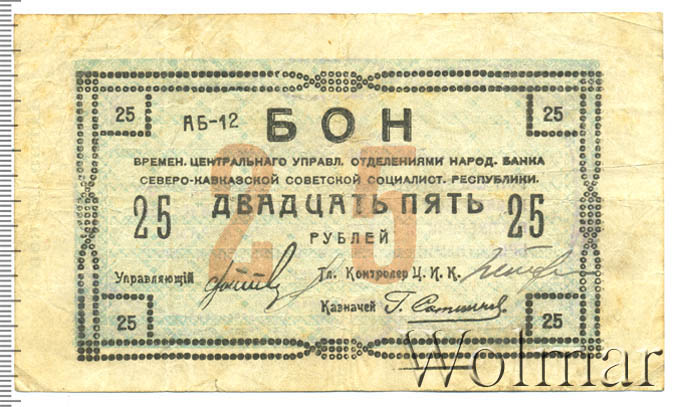 25 25
АБ-12 БОН
ВРЕМЕН. ЦЕНТРАЛЬНАГО УПРАВЛ. ОТДЕЛЕНИЯМИ НАРОД. БАНКА
СЕВЕРО-КАВКАЗСКОЙ СОВЕТСКОЙ СОЦИАЛИСТ. РЕСПУБЛИКИ.
25 ДВАДЦАТЬ ПЯТЬ 25
25
РУБЛЕЙ
Управляющій Гл. Контролер Ц. И. К.
Казначей
25 25
Wolmar